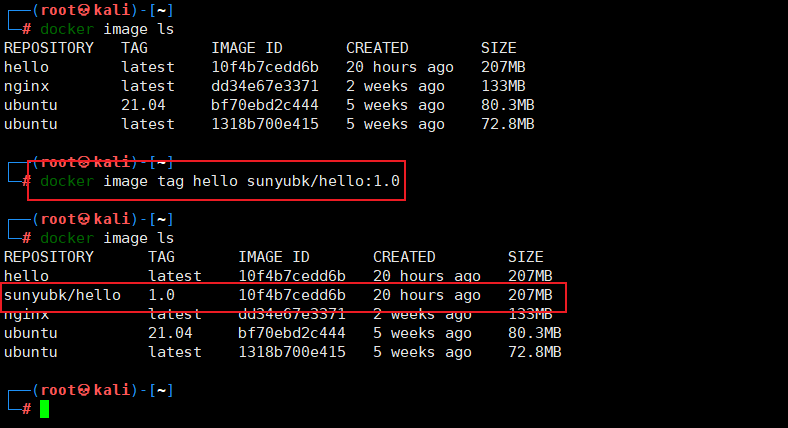 ┌──(root㉿kali)-[~]
└─# docker image ls
REPOSITORY   TAG       IMAGE ID       CREATED        SIZE
hello        latest    10f4b7cedd6b   20 hours ago   207MB
nginx        latest    dd34e67e3371   2 weeks ago    133MB
ubuntu       21.04     bf70ebd2c444   5 weeks ago    80.3MB
ubuntu       latest    1318b700e415   5 weeks ago    72.8MB
┌──(root㉿kali)-[~]
└─# docker image tag hello sunyubk/hello:1.0
┌──(root㉿kali)-[~]
└─# docker image ls
REPOSITORY      TAG       IMAGE ID       CREATED        SIZE
hello           latest    10f4b7cedd6b   20 hours ago   207MB
sunyubk/hello   1.0       10f4b7cedd6b   20 hours ago   207MB
nginx           latest    dd34e67e3371   2 weeks ago    133MB
ubuntu          21.04     bf70ebd2c444   5 weeks ago    80.3MB
ubuntu          latest    1318b700e415   5 weeks ago    72.8MB
┌──(root㉿kali)-[~]
└─#